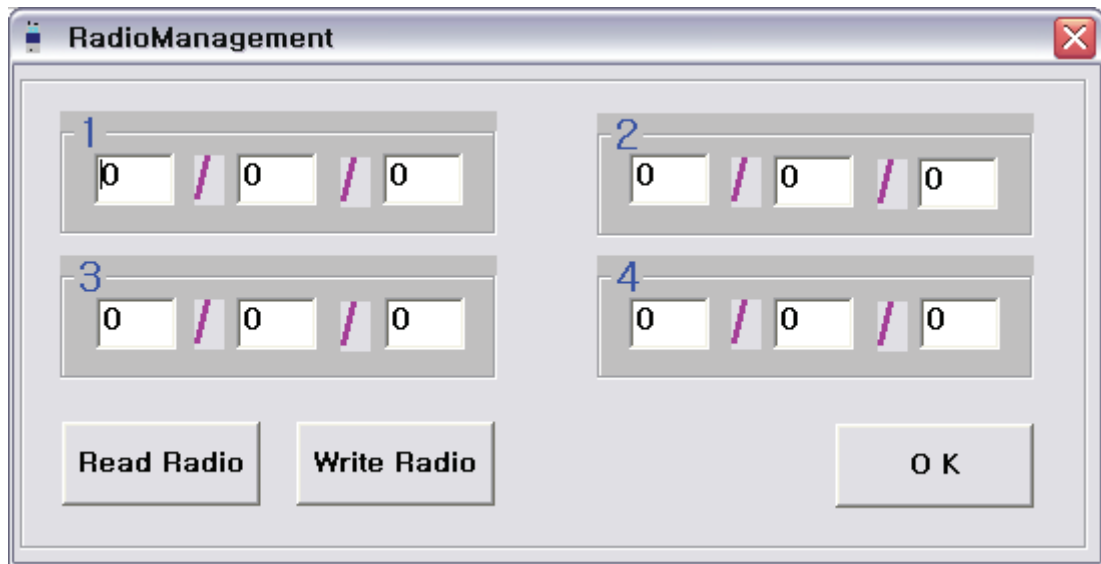 RadioManagement
1 2
0 / 0 / 0 0 / 0 / 0
3 4
0 / 0 / 0 0 / 0 / 0
Read Radio Write Radio O K